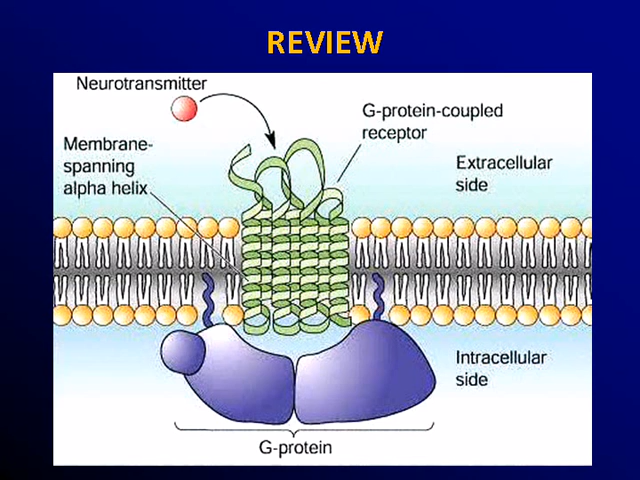 REVIEW
Neurotransmitter
G-protein-coupled
receptor
Membrane-
spanning
alpha helix
Extracellular
side
Intracellular
side
G-protein